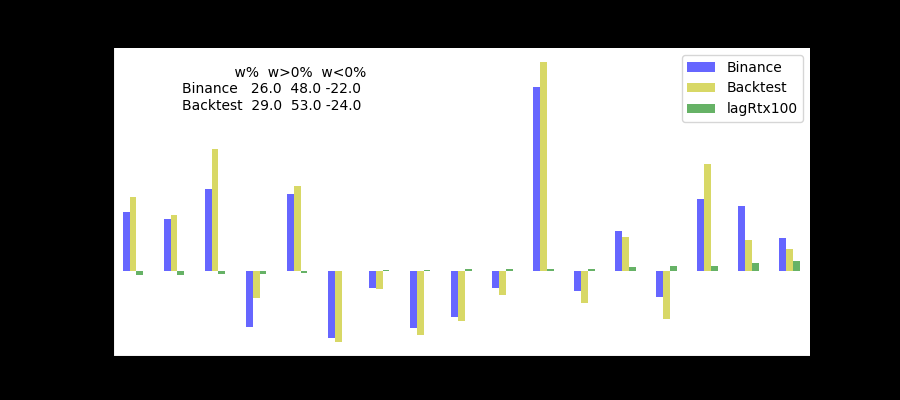 w%  w>0%  w<0%
Binance   26.0  48.0 -22.0
Backtest  29.0  53.0 -24.0
Binance
Backtest
lagRtx100